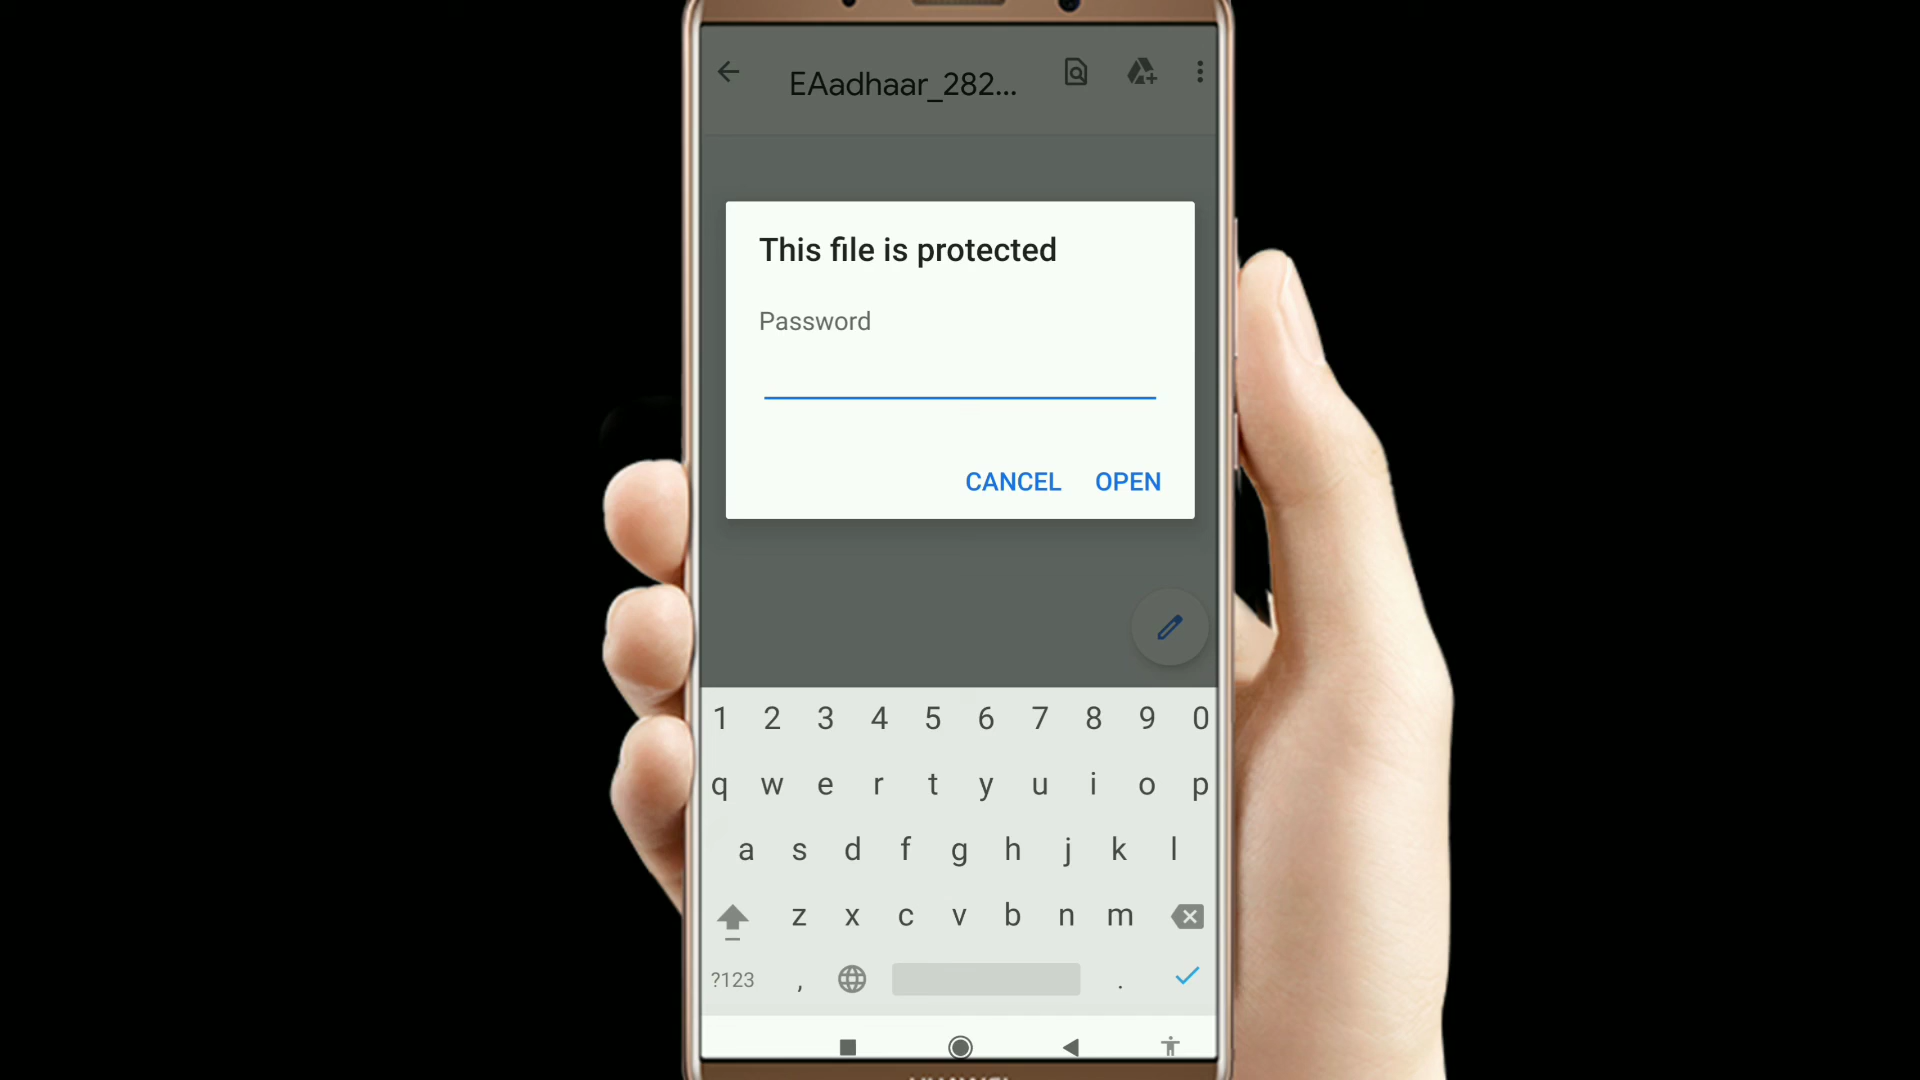 EAadhaar_282...
This file is protected
Password
CANCEL OPEN
1 2 3 4 5 6 7 8 9 0
q w e r t y u i o p
a s d f g h j k l
z x c v b n m
?123 , .